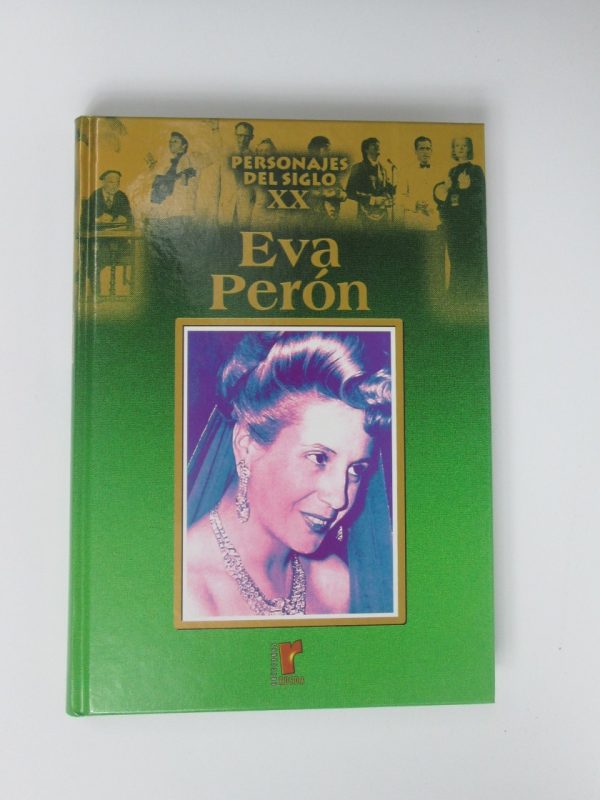 PERSONAJES
DEL SIGLO
XX
Eva
Perón
r